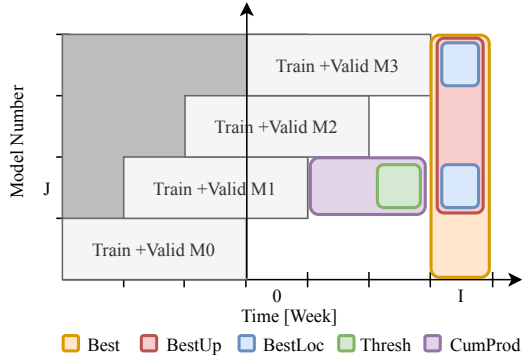 Train +Valid M3
Train +Valid M2
Model Number
J
Train +Valid M1
Train +Valid M0
0
I
Time [Week]
Best
BestUp
BestLoc
Thresh
CumProd